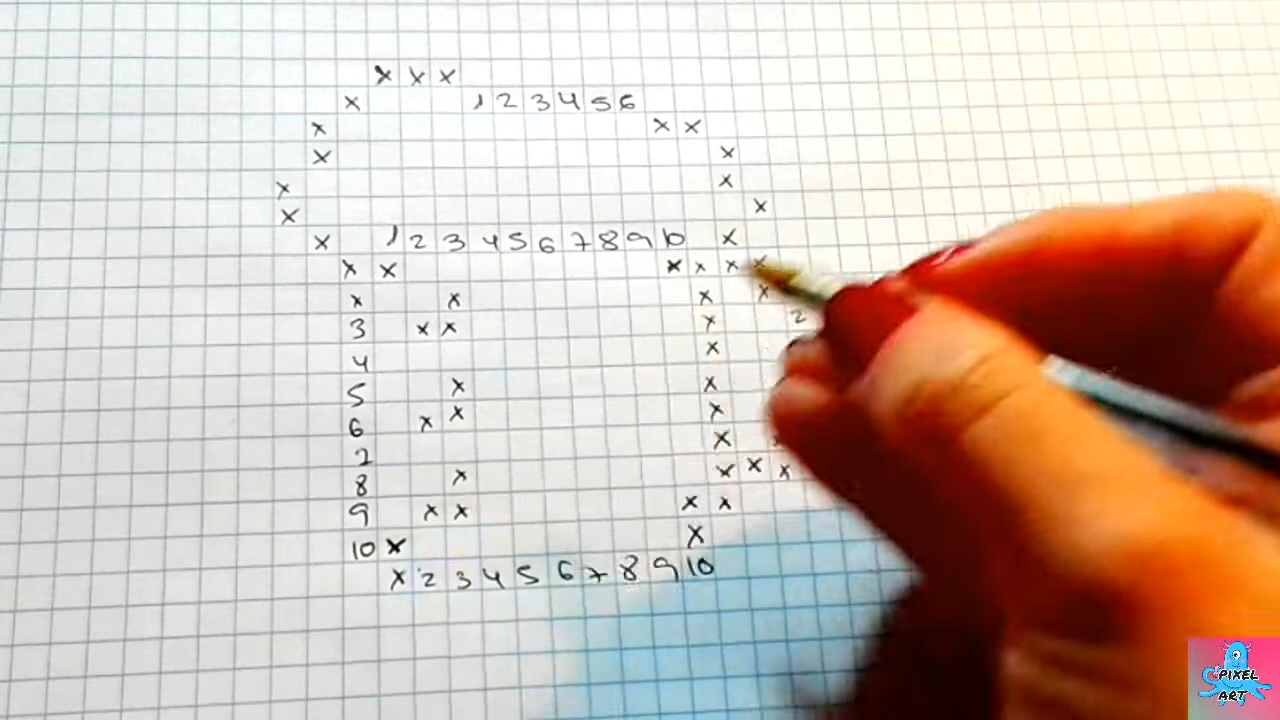 x x x
x 1 2 3 4 5 6
x x x
x x
x x
x x
x 1 2 3 4 5 6 7 8 9 10 x
x x x x x x
x x x x
3 x x x 2
4 x
5 x x
6 x x x
7 x
8 x x x x
9 x x x x
10 x x
x 2 3 4 5 6 7 8 9 10
PIXEL
ART